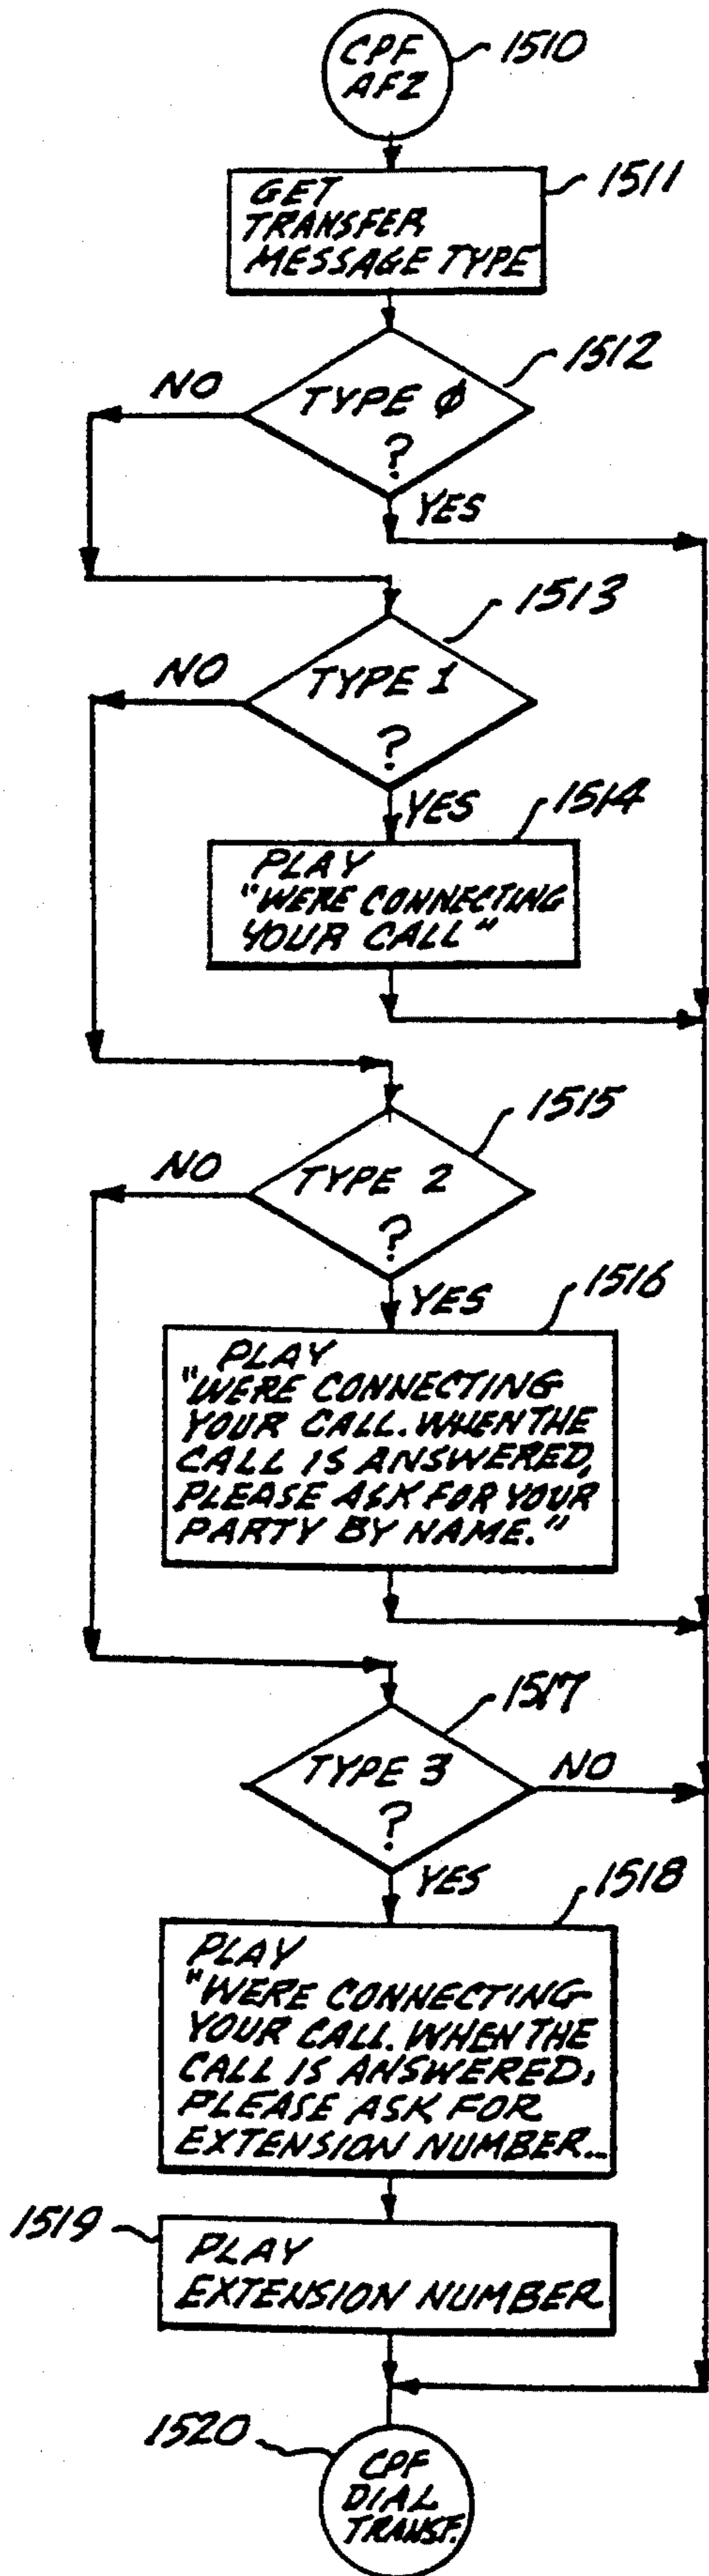 CPF
AFZ
1510
GET
TRANSFER
MESSAGE TYPE
1511
TYPE Ø
?
1512
NO
YES
TYPE 1
?
1513
NO
YES
1514
PLAY
"WERE CONNECTING
YOUR CALL"
TYPE 2
?
1515
NO
YES
1516
PLAY
"WERE CONNECTING
YOUR CALL. WHEN THE
CALL IS ANSWERED,
PLEASE ASK FOR YOUR
PARTY BY NAME."
1517
TYPE 3
?
NO
YES
1518
PLAY
"WERE CONNECTING
YOUR CALL. WHEN THE
CALL IS ANSWERED,
PLEASE ASK FOR
EXTENSION NUMBER...
1519
PLAY
EXTENSION NUMBER
1520
CPF
DIAL
TRANSF.